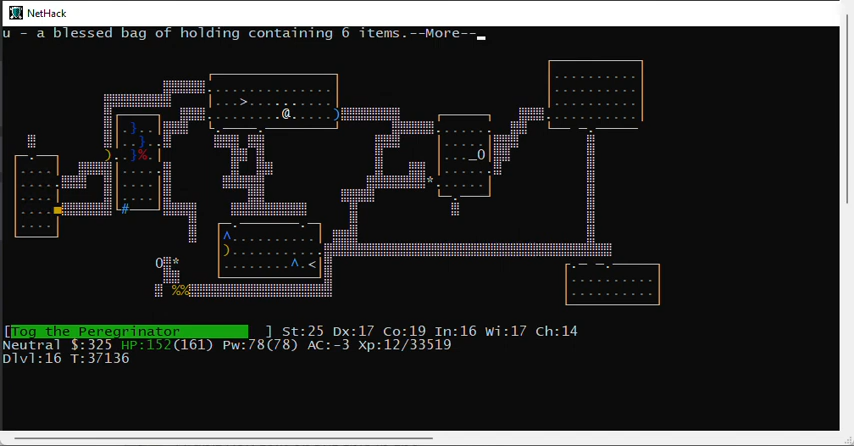 NetHack
u - a blessed bag of holding containing 6 items.--More--
[Tog the Peregrinator ] St:25 Dx:17 Co:19 In:16 Wi:17 Ch:14
Neutral $:325 HP:152(161) Pw:78(78) AC:-3 Xp:12/33519
Dlvl:16 T:37136